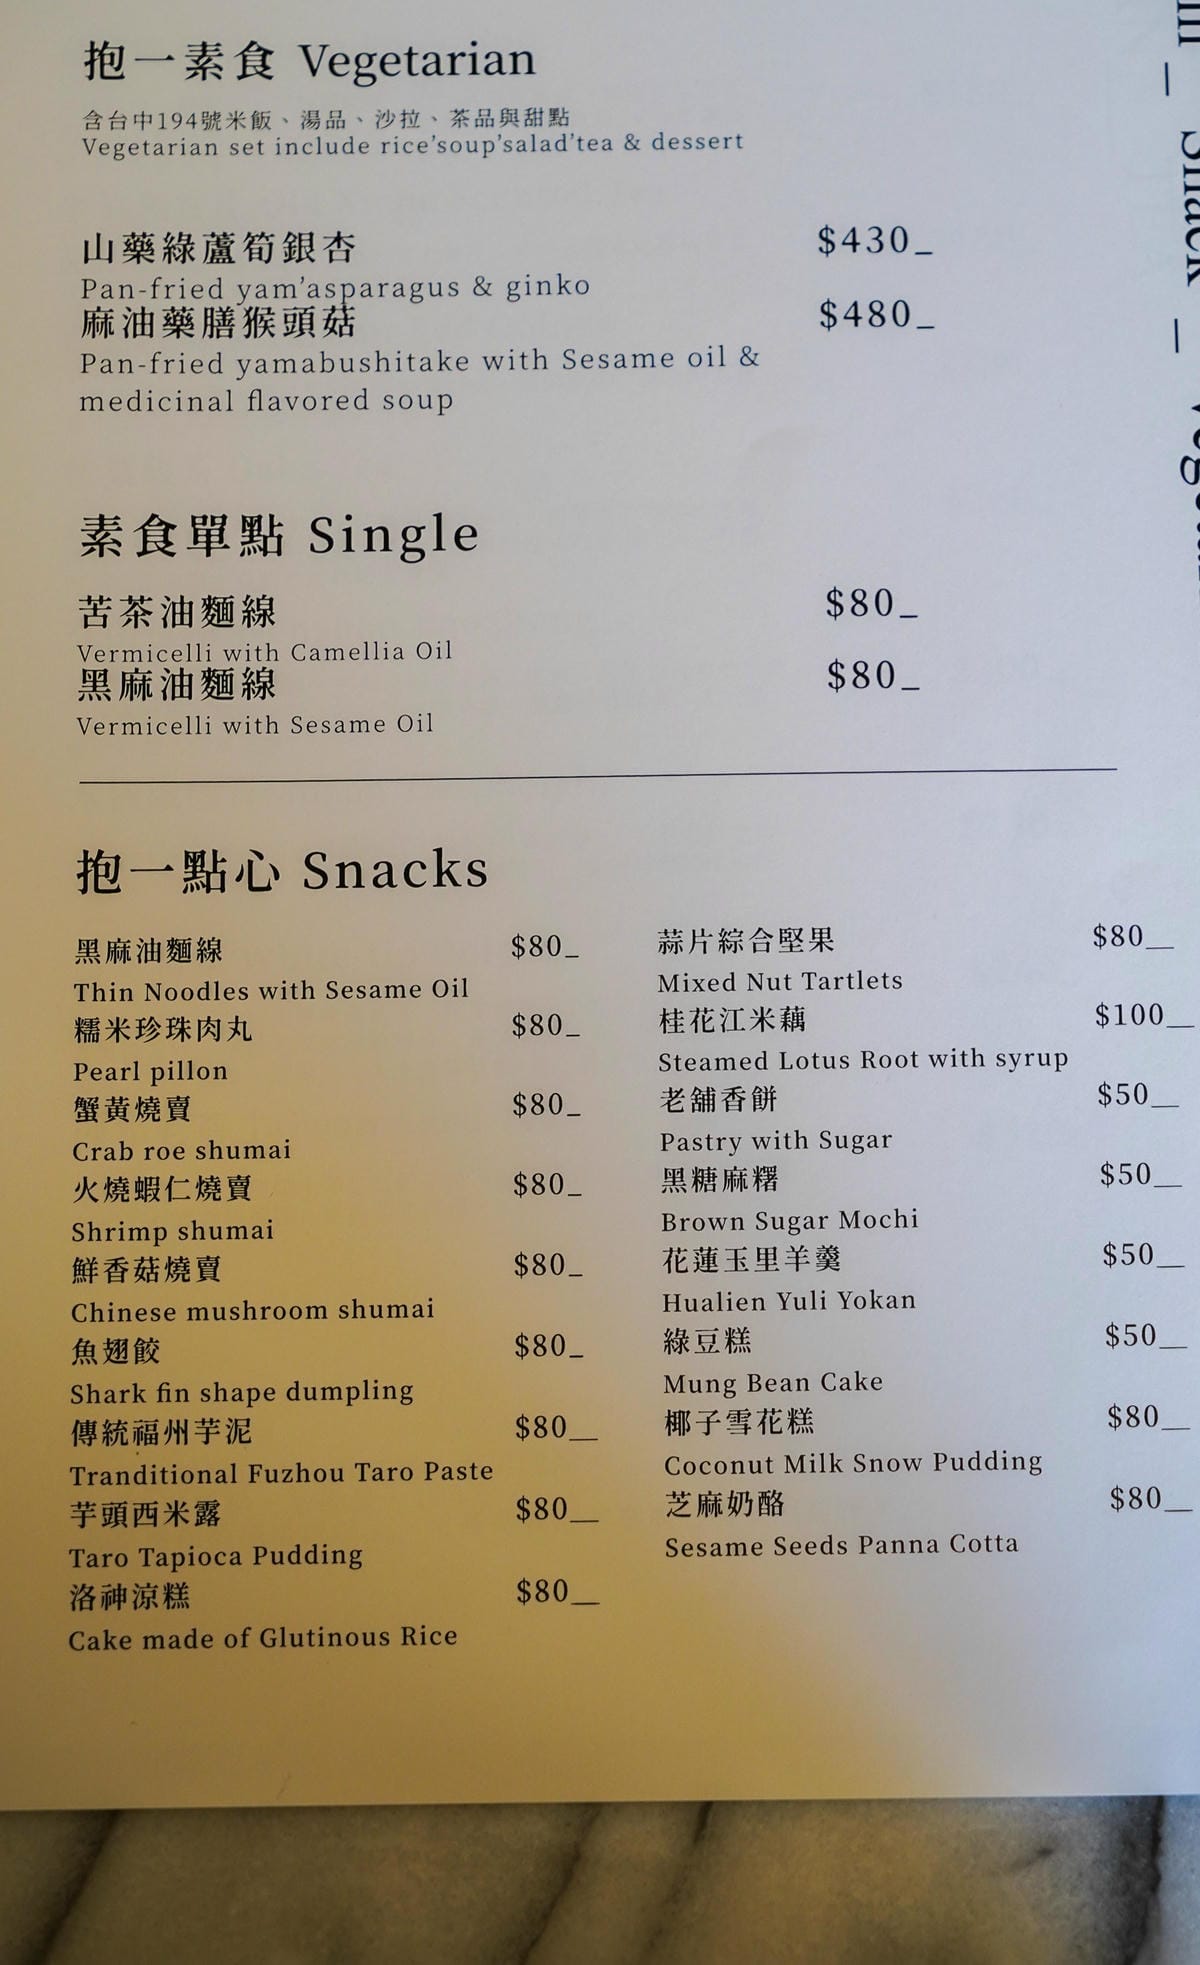 抱一素食 Vegetarian
含台中194號米飯、湯品、沙拉、茶品與甜點
Vegetarian set include rice'soup'salad'tea & dessert
山藥綠蘆筍銀杏 $430_
Pan-fried yam'asparagus & ginko
麻油藥膳猴頭菇 $480_
Pan-fried yamabushitake with Sesame oil &
medicinal flavored soup
素食單點 Single
苦茶油麵線 $80_
Vermicelli with Camellia Oil
黑麻油麵線 $80_
Vermicelli with Sesame Oil
抱一點心 Snacks
黑麻油麵線 $80_
Thin Noodles with Sesame Oil
糯米珍珠肉丸 $80_
Pearl pillon
蟹黃燒賣 $80_
Crab roe shumai
火燒蝦仁燒賣 $80_
Shrimp shumai
鮮香菇燒賣 $80_
Chinese mushroom shumai
魚翅餃 $80_
Shark fin shape dumpling
傳統福州芋泥 $80__
Tranditional Fuzhou Taro Paste
芋頭西米露 $80__
Taro Tapioca Pudding
洛神涼糕 $80__
Cake made of Glutinous Rice
蒜片綜合堅果 $80__
Mixed Nut Tartlets
桂花江米藕 $100__
Steamed Lotus Root with syrup
老舖香餅 $50__
Pastry with Sugar
黑糖麻糬 $50__
Brown Sugar Mochi
花蓮玉里羊羹 $50__
Hualien Yuli Yokan
綠豆糕 $50__
Mung Bean Cake
椰子雪花糕 $80__
Coconut Milk Snow Pudding
芝麻奶酪 $80__
Sesame Seeds Panna Cotta
— Snack —